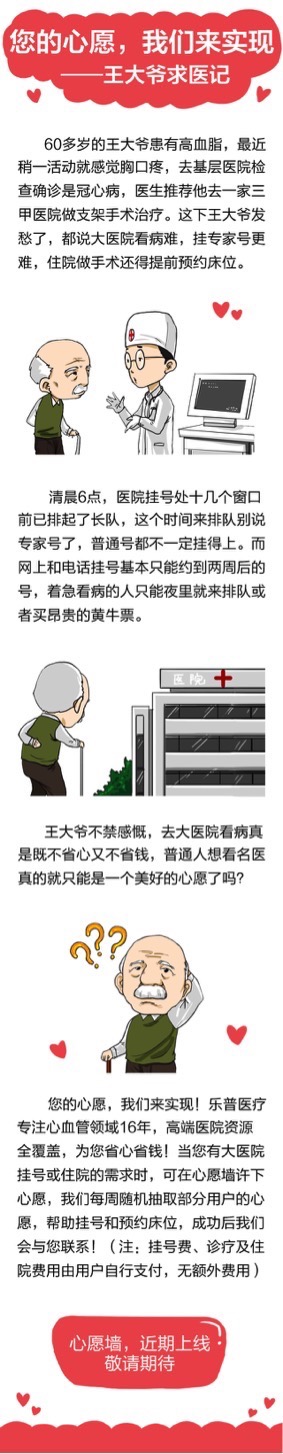 您的心愿，我们来实现
——王大爷求医记
60多岁的王大爷患有高血脂，最近
稍一活动就感觉胸口疼，去基层医院检
查确诊是冠心病，医生推荐他去一家三
甲医院做支架手术治疗。这下王大爷发
愁了，都说大医院看病难，挂专家号更
难，住院做手术还得提前预约床位。
清晨6点，医院挂号处十几个窗口
前已排起了长队，这个时间来排队别说
专家号了，普通号都不一定挂得上。而
网上和电话挂号基本只能约到两周后的
号，着急看病的人只能夜里就来排队或
者买昂贵的黄牛票。
医院
王大爷不禁感慨，去大医院看病真
是既不省心又不省钱，普通人想看名医
真的就只能是一个美好的心愿了吗？
???
您的心愿，我们来实现！乐普医疗
专注心血管领域16年，高端医院资源
全覆盖，为您省心省钱！当您有大医院
挂号或住院的需求时，可在心愿墙许下
心愿，我们每周随机抽取部分用户的心
愿，帮助挂号和预约床位，成功后我们
会与您联系！（注：挂号费、诊疗及住
院费用由用户自行支付，无额外费用）
心愿墙，近期上线
敬请期待